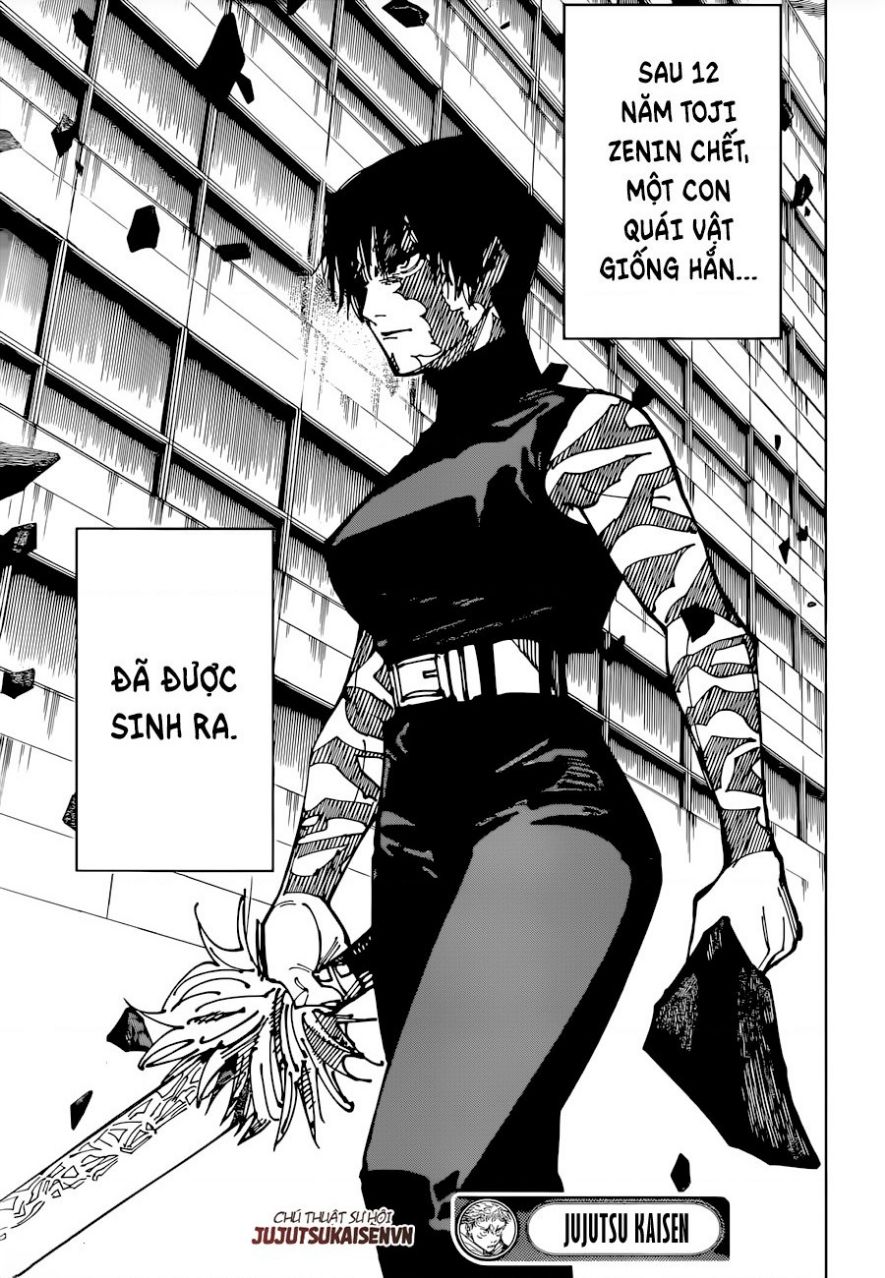 SAU 12
NĂM TOJI
ZENIN CHẾT,
MỘT CON
QUÁI VẬT
GIỐNG HẮN...
ĐÃ ĐƯỢC
SINH RA.
CHÚ THUẬT SƯ HỘI
JUJUTSUKAISENVN
JUJUTSU KAISEN